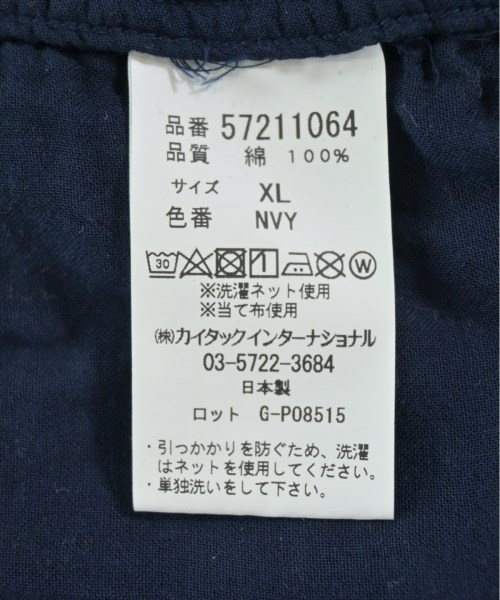 品番 57211064
品質 綿 100%
サイズ XL
色番 NVY
30 1 W
※洗濯ネット使用
※当て布使用
㈱カイタックインターナショナル
03-5722-3684
日本製
ロット G-P08515
・引っかかりを防ぐため、洗濯
はネットを使用してください。
・単独洗いをして下さい。